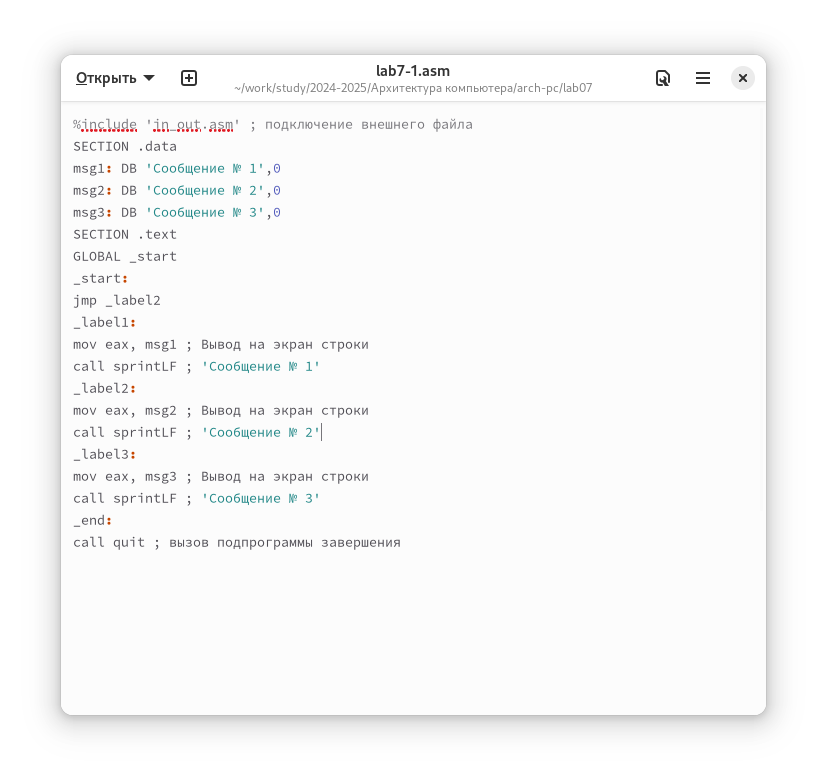 Открыть
lab7-1.asm
~/work/study/2024-2025/Архитектура компьютера/arch-pc/lab07
%include 'in_out.asm' ; подключение внешнего файла
SECTION .data
msg1: DB 'Сообщение № 1',0
msg2: DB 'Сообщение № 2',0
msg3: DB 'Сообщение № 3',0
SECTION .text
GLOBAL _start
_start:
jmp _label2
_label1:
mov eax, msg1 ; Вывод на экран строки
call sprintLF ; 'Сообщение № 1'
_label2:
mov eax, msg2 ; Вывод на экран строки
call sprintLF ; 'Сообщение № 2'
_label3:
mov eax, msg3 ; Вывод на экран строки
call sprintLF ; 'Сообщение № 3'
_end:
call quit ; вызов подпрограммы завершения